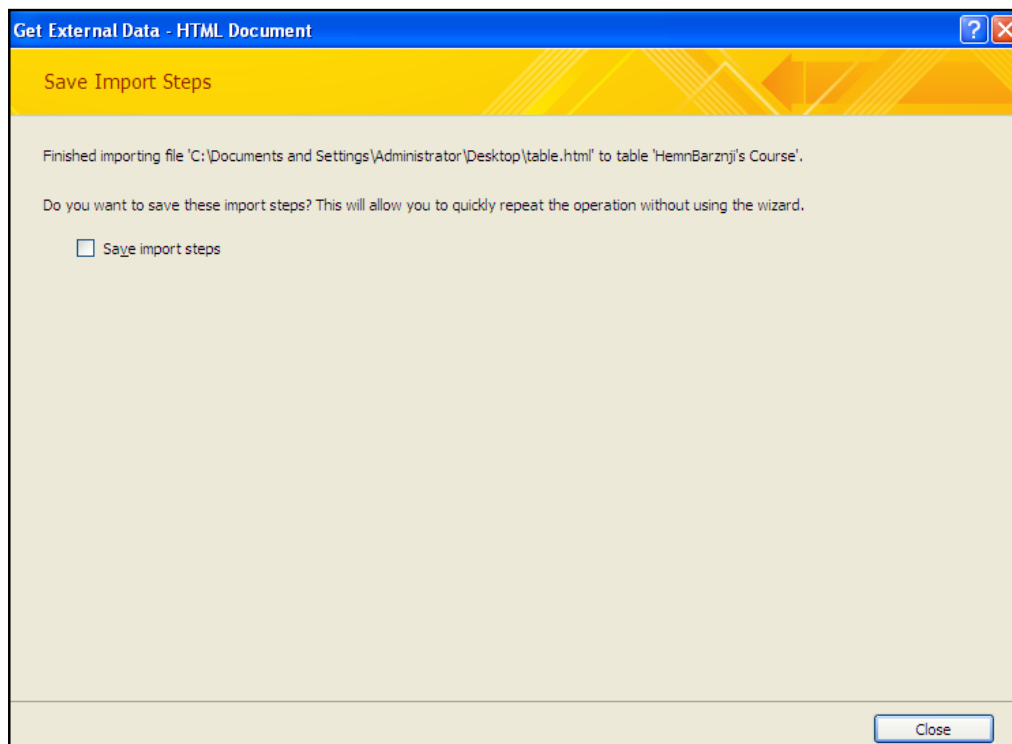 Get External Data - HTML Document
Save Import Steps
Finished importing file 'C:\Documents and Settings\Administrator\Desktop\table.html' to table 'HemnBarznji's Course'.
Do you want to save these import steps? This will allow you to quickly repeat the operation without using the wizard.
Save import steps
Close